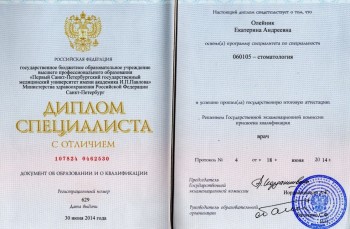 РОССИЙСКАЯ ФЕДЕРАЦИЯ
государственное бюджетное образовательное учреждение
высшего профессионального образования
"Первый Санкт-Петербургский государственный
медицинский университет имени академика И.П.Павлова"
Министерства здравоохранения Российской Федерации
Санкт-Петербург
ДИПЛОМ
СПЕЦИАЛИСТА
С ОТЛИЧИЕМ
107824 0402530
ДОКУМЕНТ ОБ ОБРАЗОВАНИИ И О КВАЛИФИКАЦИИ
Регистрационный номер
829
Дата выдачи
30 июня 2014 года
Настоящий диплом свидетельствует о том, что
Олейник
Екатерина Андреевна
освоил(а) программу специалитета по специальности
060105 – стоматология
и успешно прошел(а) государственную итоговую аттестацию.
Решением Государственной экзаменационной комиссии
присвоена квалификация
врач
Протокол № 4 от « 18 » июня 2014 г.
Председатель
Государственной
экзаменационной комиссии
Руководитель образовательной
организации